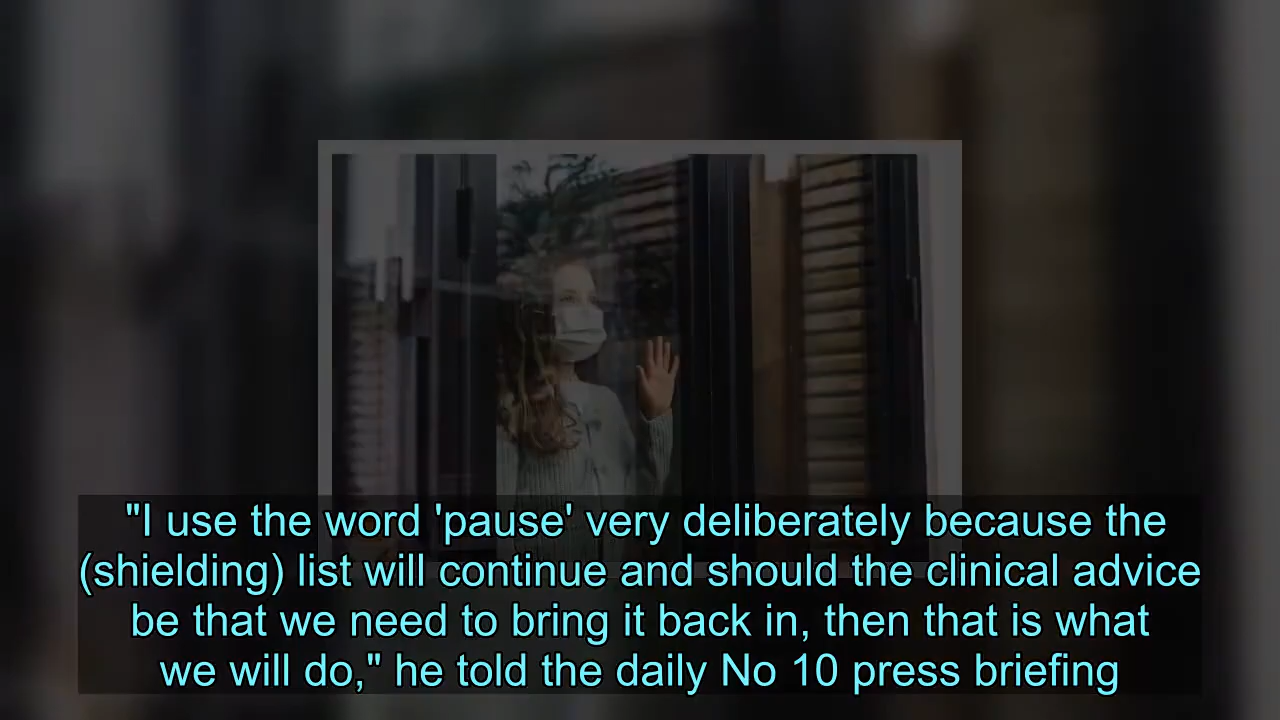 "I use the word 'pause' very deliberately because the
(shielding) list will continue and should the clinical advice
be that we need to bring it back in, then that is what
we will do," he told the daily No 10 press briefing